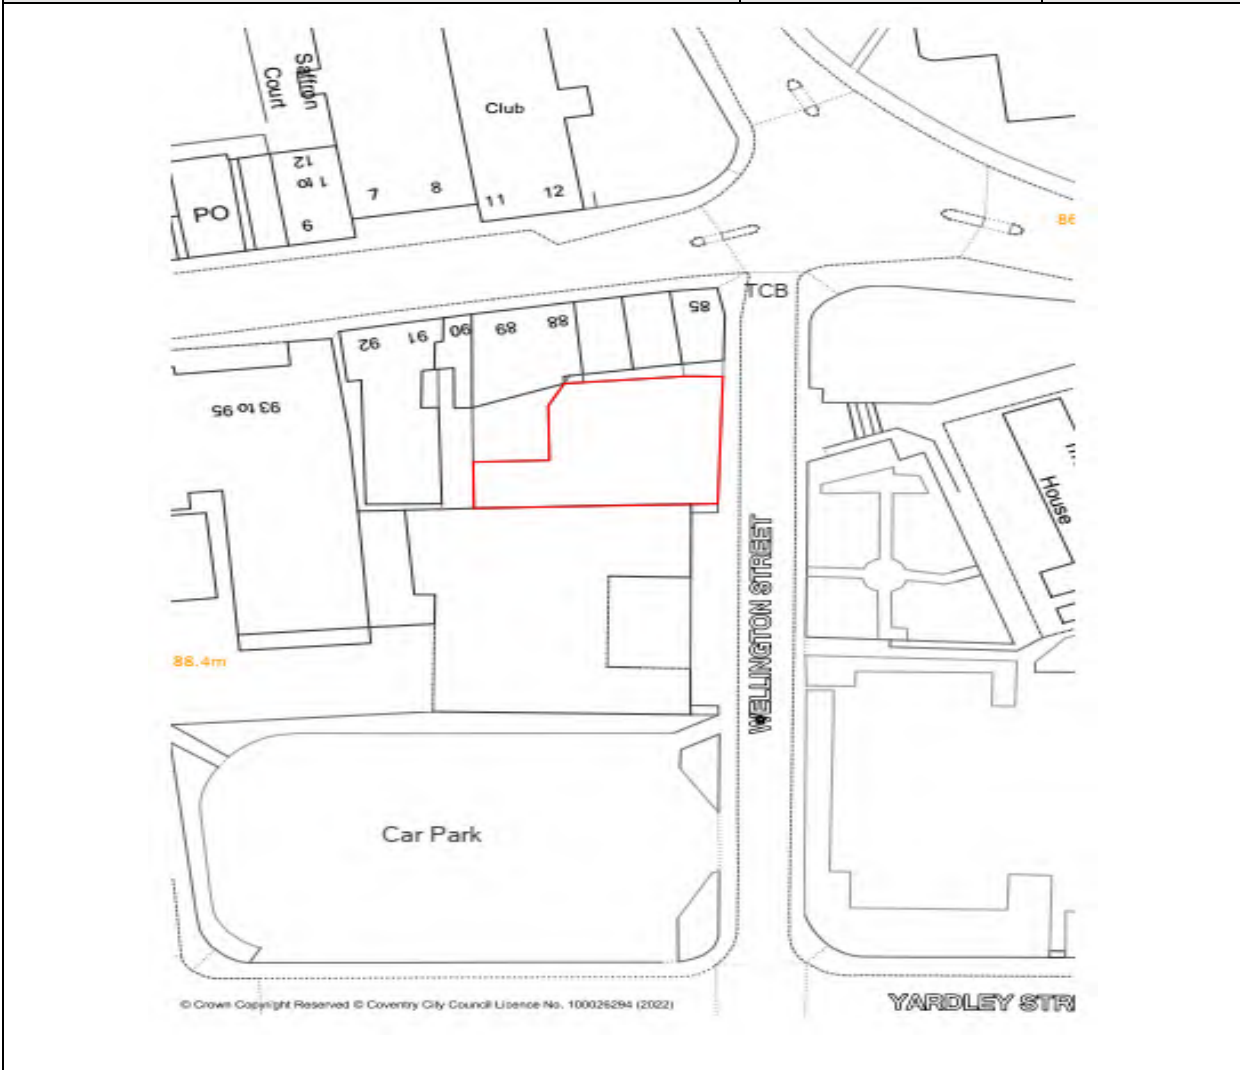 Saffron
Court
Club
12
1 to
6
PO
7
8
11
12
86
TCB
85
88
89
90
91
92
93 to 95
House
WELLINGTON STREET
88.4m
Car Park
© Crown Copyright Reserved © Coventry City Council Licence No. 100026294 (2022)
YARDLEY STR